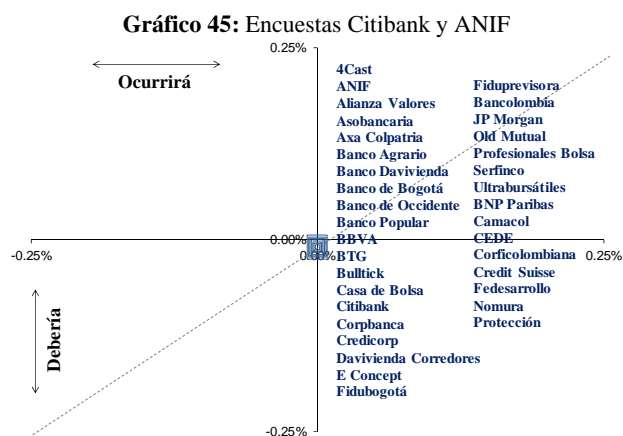 Gráfico 45: Encuestas Citibank y ANIF
0.25%
Ocurrirá
4Cast
ANIF
Alianza Valores
Asobancaria
Axa Colpatria
Banco Agrario
Banco Davivienda
Banco de Bogotá
Banco de Occidente
Banco Popular
BBVA
BTG
Bulltick
Casa de Bolsa
Citibank
Corpbanca
Credicorp
Davivienda Corredores
E Concept
Fidubogotá
Fiduprevisora
Bancolombia
JP Morgan
Old Mutual
Profesionales Bolsa
Serfinco
Ultrabursátiles
BNP Paribas
Camacol
CEDE
Corficolombiana
Credit Suisse
Fedesarrollo
Nomura
Protección
0.00%
-0.25%
0.00%
0.25%
Debería
-0.25%